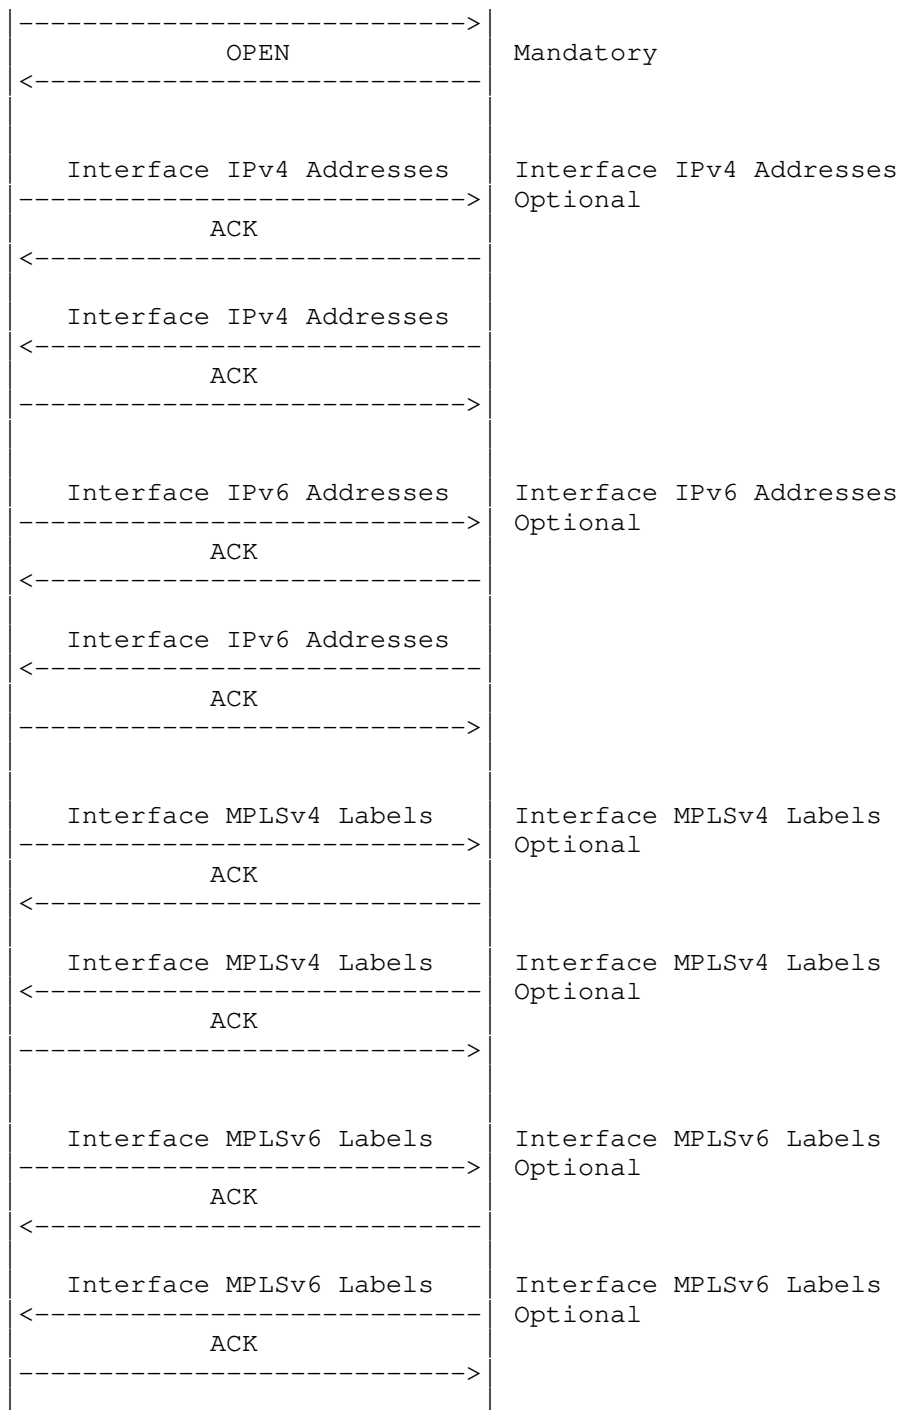 |---------------------------->|
| OPEN | Mandatory
|<----------------------------|
| |
| |
| Interface IPv4 Addresses | Interface IPv4 Addresses
|---------------------------->| Optional
| ACK |
|<----------------------------|
| |
| Interface IPv4 Addresses |
|<----------------------------|
| ACK |
|---------------------------->|
| |
| |
| Interface IPv6 Addresses | Interface IPv6 Addresses
|---------------------------->| Optional
| ACK |
|<----------------------------|
| |
| Interface IPv6 Addresses |
|<----------------------------|
| ACK |
|---------------------------->|
| |
| |
| Interface MPLSv4 Labels | Interface MPLSv4 Labels
|---------------------------->| Optional
| ACK |
|<----------------------------|
| |
| Interface MPLSv4 Labels | Interface MPLSv4 Labels
|<----------------------------| Optional
| ACK |
|---------------------------->|
| |
| |
| Interface MPLSv6 Labels | Interface MPLSv6 Labels
|---------------------------->| Optional
| ACK |
|<----------------------------|
| |
| Interface MPLSv6 Labels | Interface MPLSv6 Labels
|<----------------------------| Optional
| ACK |
|---------------------------->|
| |